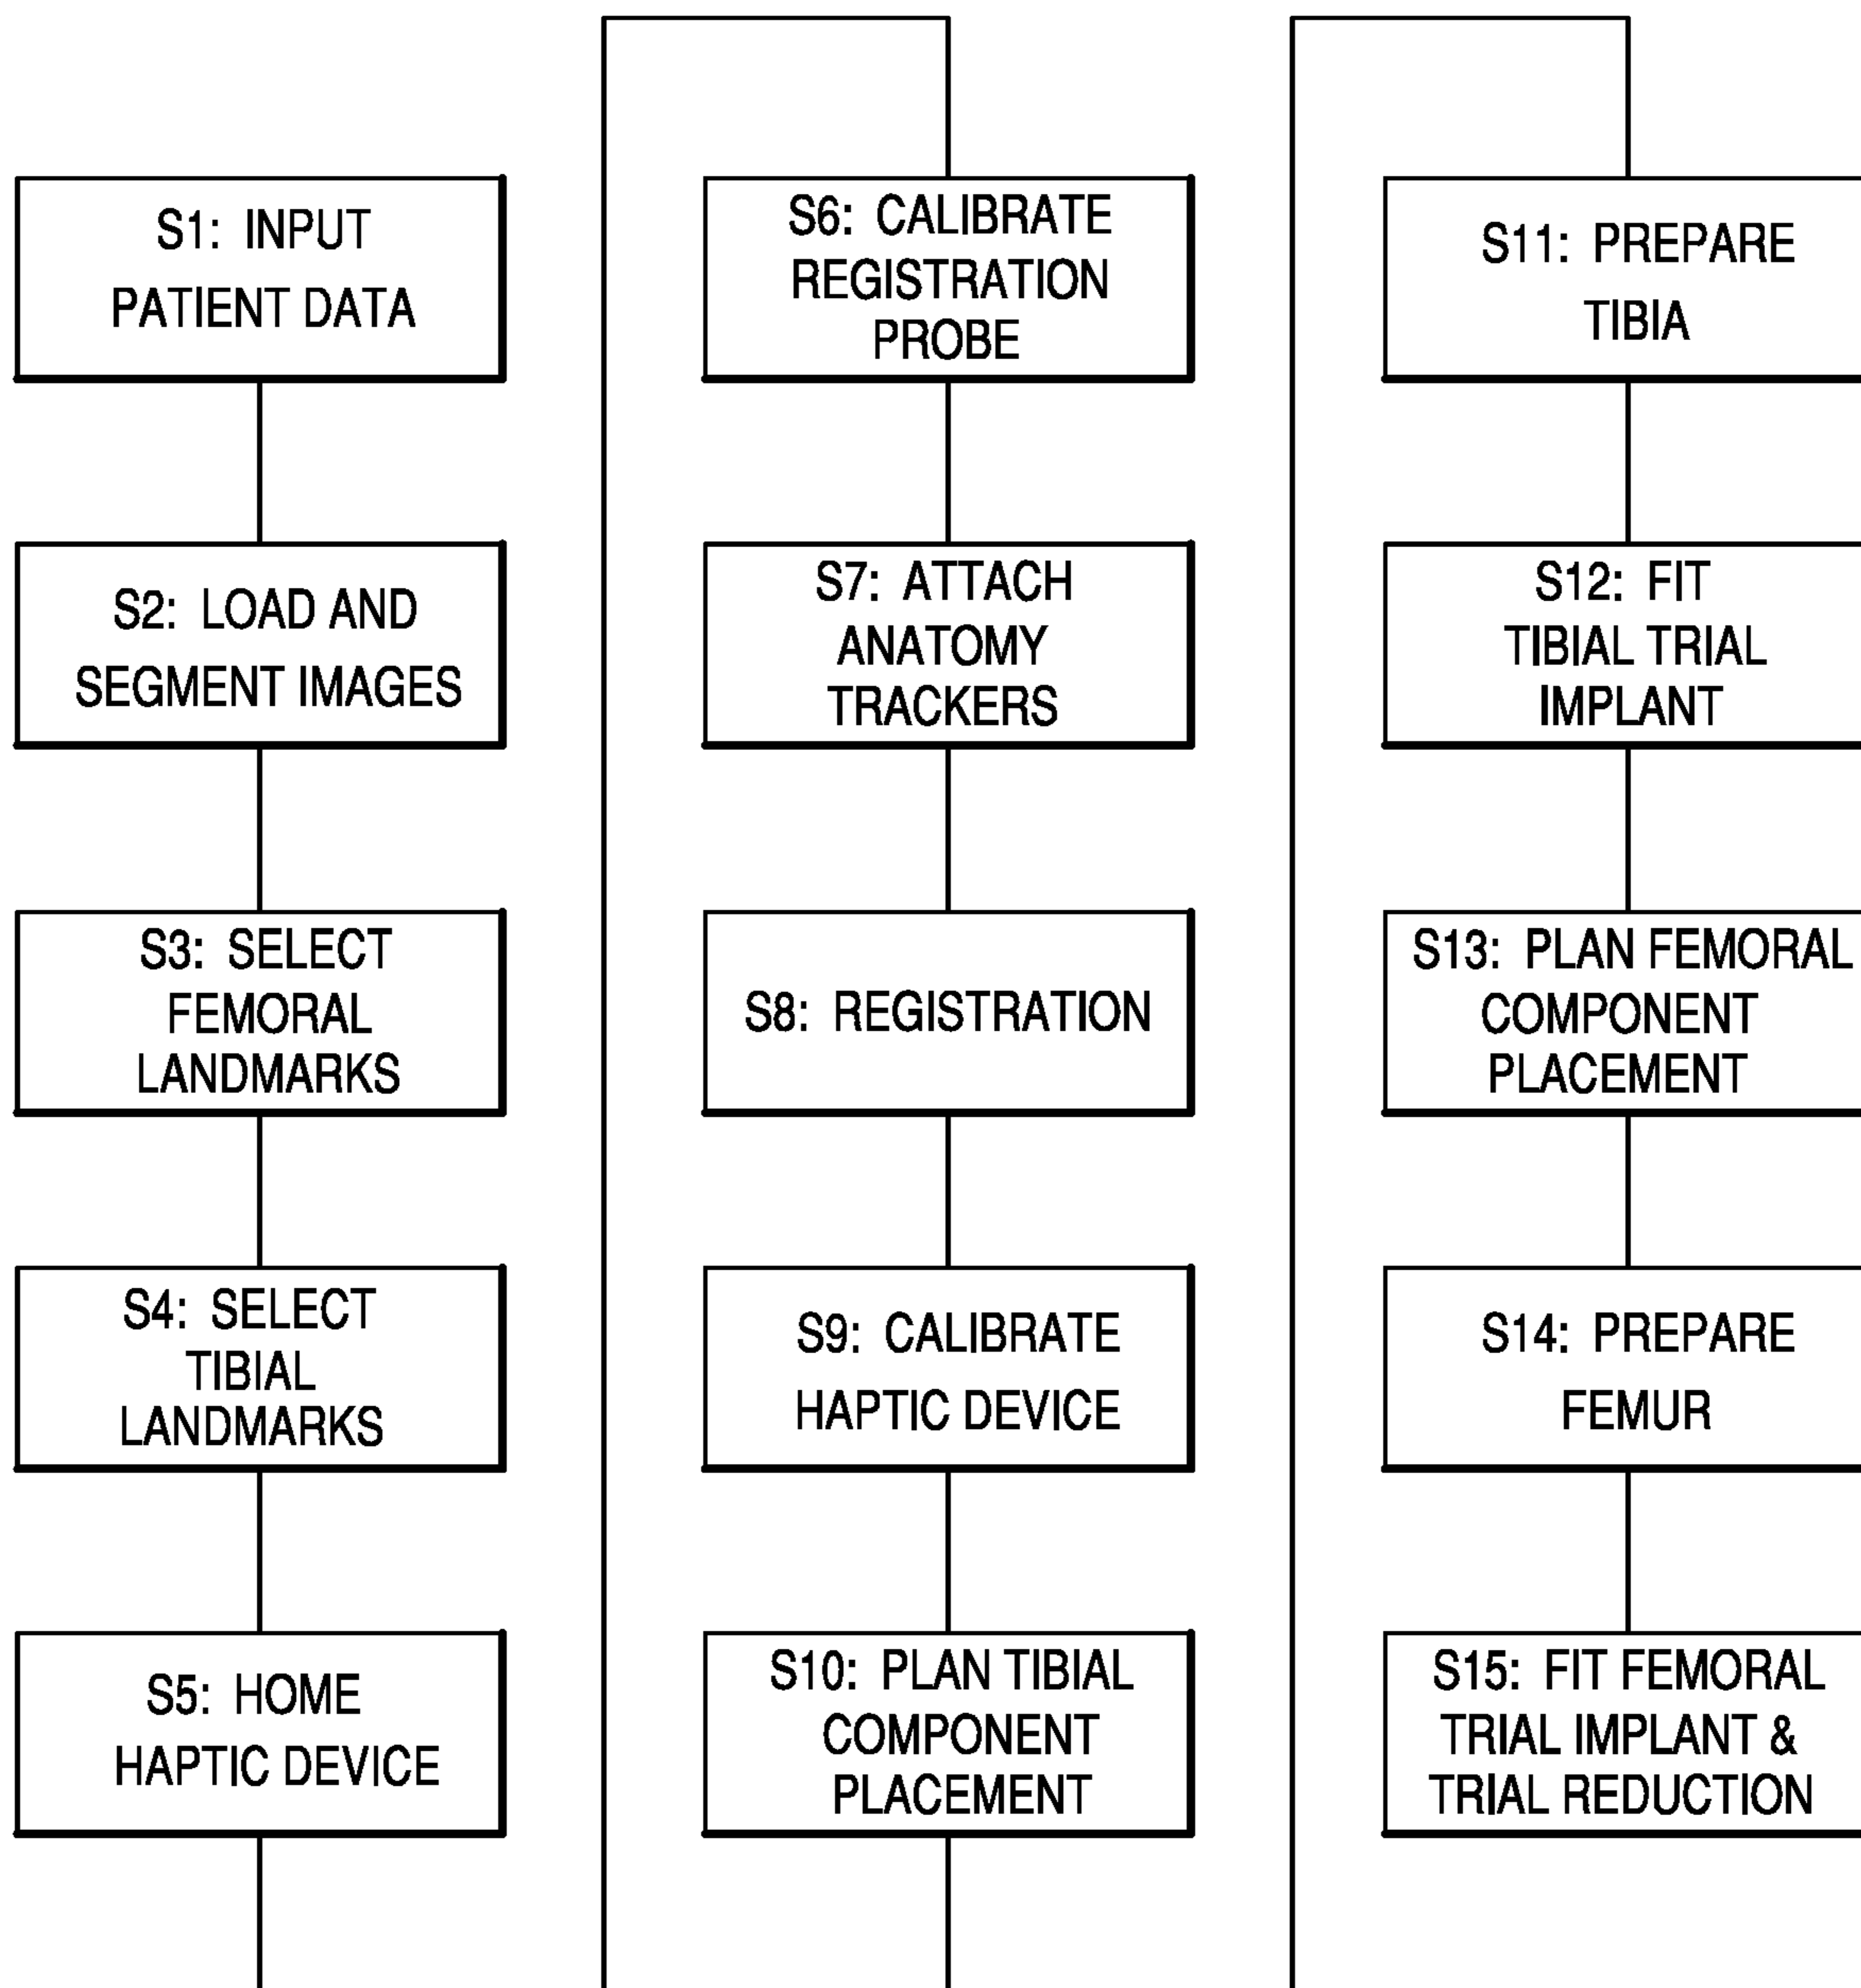 S1: INPUT
PATIENT DATA
S2: LOAD AND
SEGMENT IMAGES
S3: SELECT
FEMORAL
LANDMARKS
S4: SELECT
TIBIAL
LANDMARKS
S5: HOME
HAPTIC DEVICE
S6: CALIBRATE
REGISTRATION
PROBE
S7: ATTACH
ANATOMY
TRACKERS
S8: REGISTRATION
S9: CALIBRATE
HAPTIC DEVICE
S10: PLAN TIBIAL
COMPONENT
PLACEMENT
S11: PREPARE
TIBIA
S12: FIT
TIBIAL TRIAL
IMPLANT
S13: PLAN FEMORAL
COMPONENT
PLACEMENT
S14: PREPARE
FEMUR
S15: FIT FEMORAL
TRIAL IMPLANT &
TRIAL REDUCTION